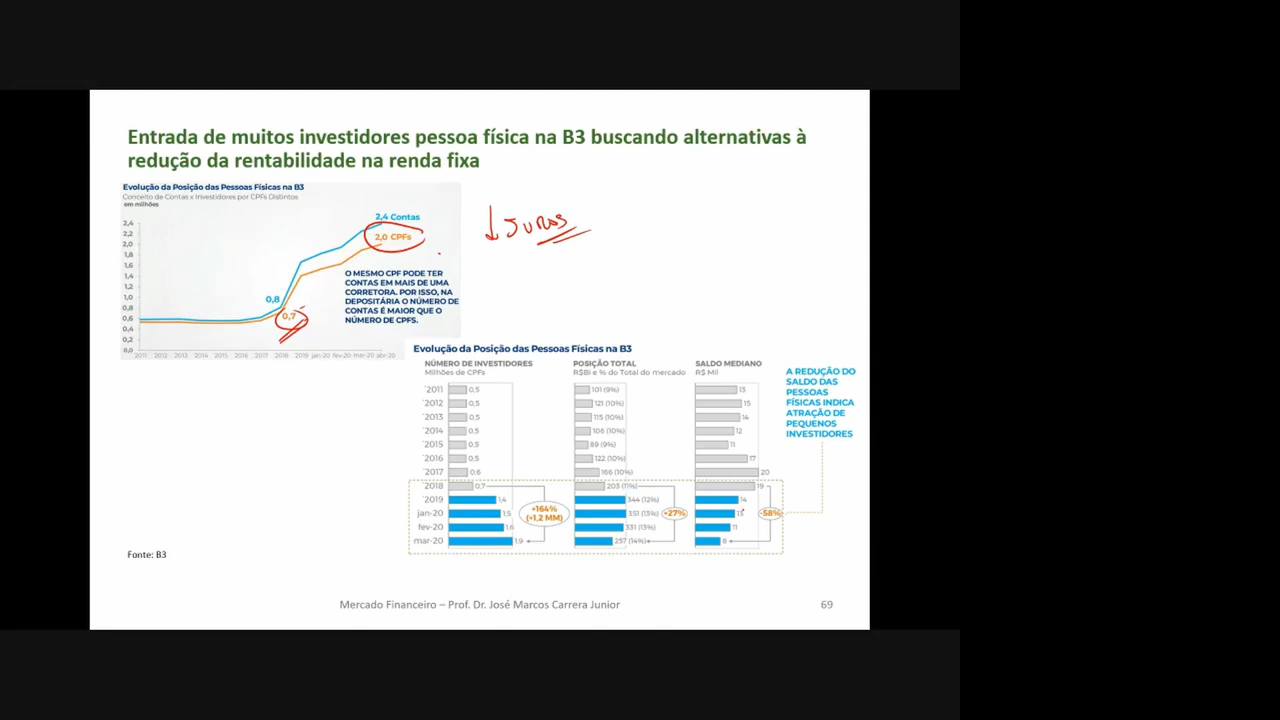 Entrada de muitos investidores pessoa física na B3 buscando alternativas à
redução da rentabilidade na renda fixa
Evolução da Posição das Pessoas Físicas na B3
Conceito de Contas x Investidores por CPFs Distintos
em milhões
2,4
2,2
2,0
1,8
1,6
1,4
1,2
1,0
0,8
0,6
0,4
0,2
0,0
2011 2012 2013 2014 2015 2016 2017 2018 2019 jan-20 fev-20 mar-20 abr-20
2,4 Contas
2,0 CPFs
0,8
0,7
O MESMO CPF PODE TER
CONTAS EM MAIS DE UMA
CORRETORA. POR ISSO, NA
DEPOSITÁRIA O NÚMERO DE
CONTAS É MAIOR QUE O
NÚMERO DE CPFS.
↓ Juros
Evolução da Posição das Pessoas Físicas na B3
NÚMERO DE INVESTIDORES POSIÇÃO TOTAL SALDO MEDIANO
Milhões de CPFs R$Bi e % do Total do mercado R$ Mil
'2011 0,5 101 (9%) 13
'2012 0,5 121 (10%) 15
'2013 0,5 115 (10%) 14
'2014 0,5 106 (10%) 12
'2015 0,5 89 (9%) 11
'2016 0,5 122 (10%) 17
'2017 0,6 166 (10%) 20
'2018 0,7 203 (11%) 19
'2019 1,4 344 (12%) 14
jan-20 1,5 351 (13%) 13
fev-20 1,6 331 (13%) 11
mar-20 1,9 257 (14%) 8
+164%
(+1,2 MM)
+27%
-58%
A REDUÇÃO DO
SALDO DAS
PESSOAS
FÍSICAS INDICA
ATRAÇÃO DE
PEQUENOS
INVESTIDORES
Fonte: B3
Mercado Financeiro – Prof. Dr. José Marcos Carrera Junior
69